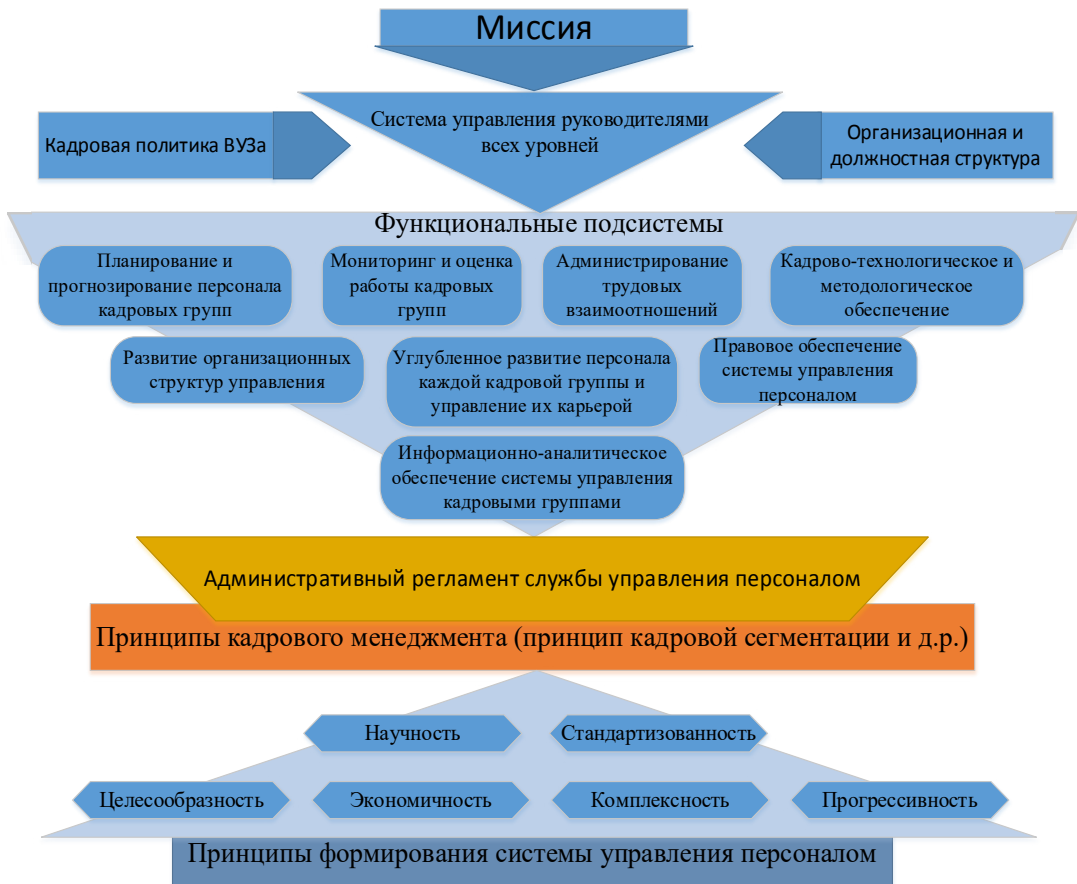 Миссия
Система управления руководителями
всех уровней
Кадровая политика ВУЗа
Организационная и
должностная структура
Функциональные подсистемы
Планирование и
прогнозирование персонала
кадровых групп
Мониторинг и оценка
работы кадровых
групп
Администрирование
трудовых
взаимоотношений
Кадрово-технологическое и
методологическое
обеспечение
Развитие организационных
структур управления
Углубленное развитие персонала
каждой кадровой группы и
управление их карьерой
Правовое обеспечение
системы управления
персоналом
Информационно-аналитическое
обеспечение системы управления
кадровыми группами
Административный регламент службы управления персоналом
Принципы кадрового менеджмента (принцип кадровой сегментации и д.р.)
Научность
Стандартизованность
Целесообразность
Экономичность
Комплексность
Прогрессивность
Принципы формирования системы управления персоналом